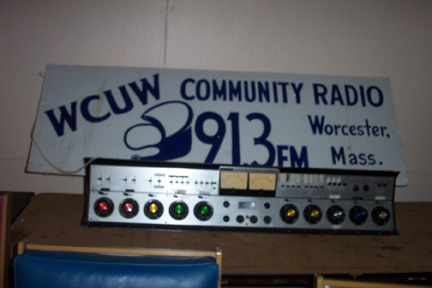 WCUW COMMUNITY RADIO
91.3 FM Worcester,
Mass.